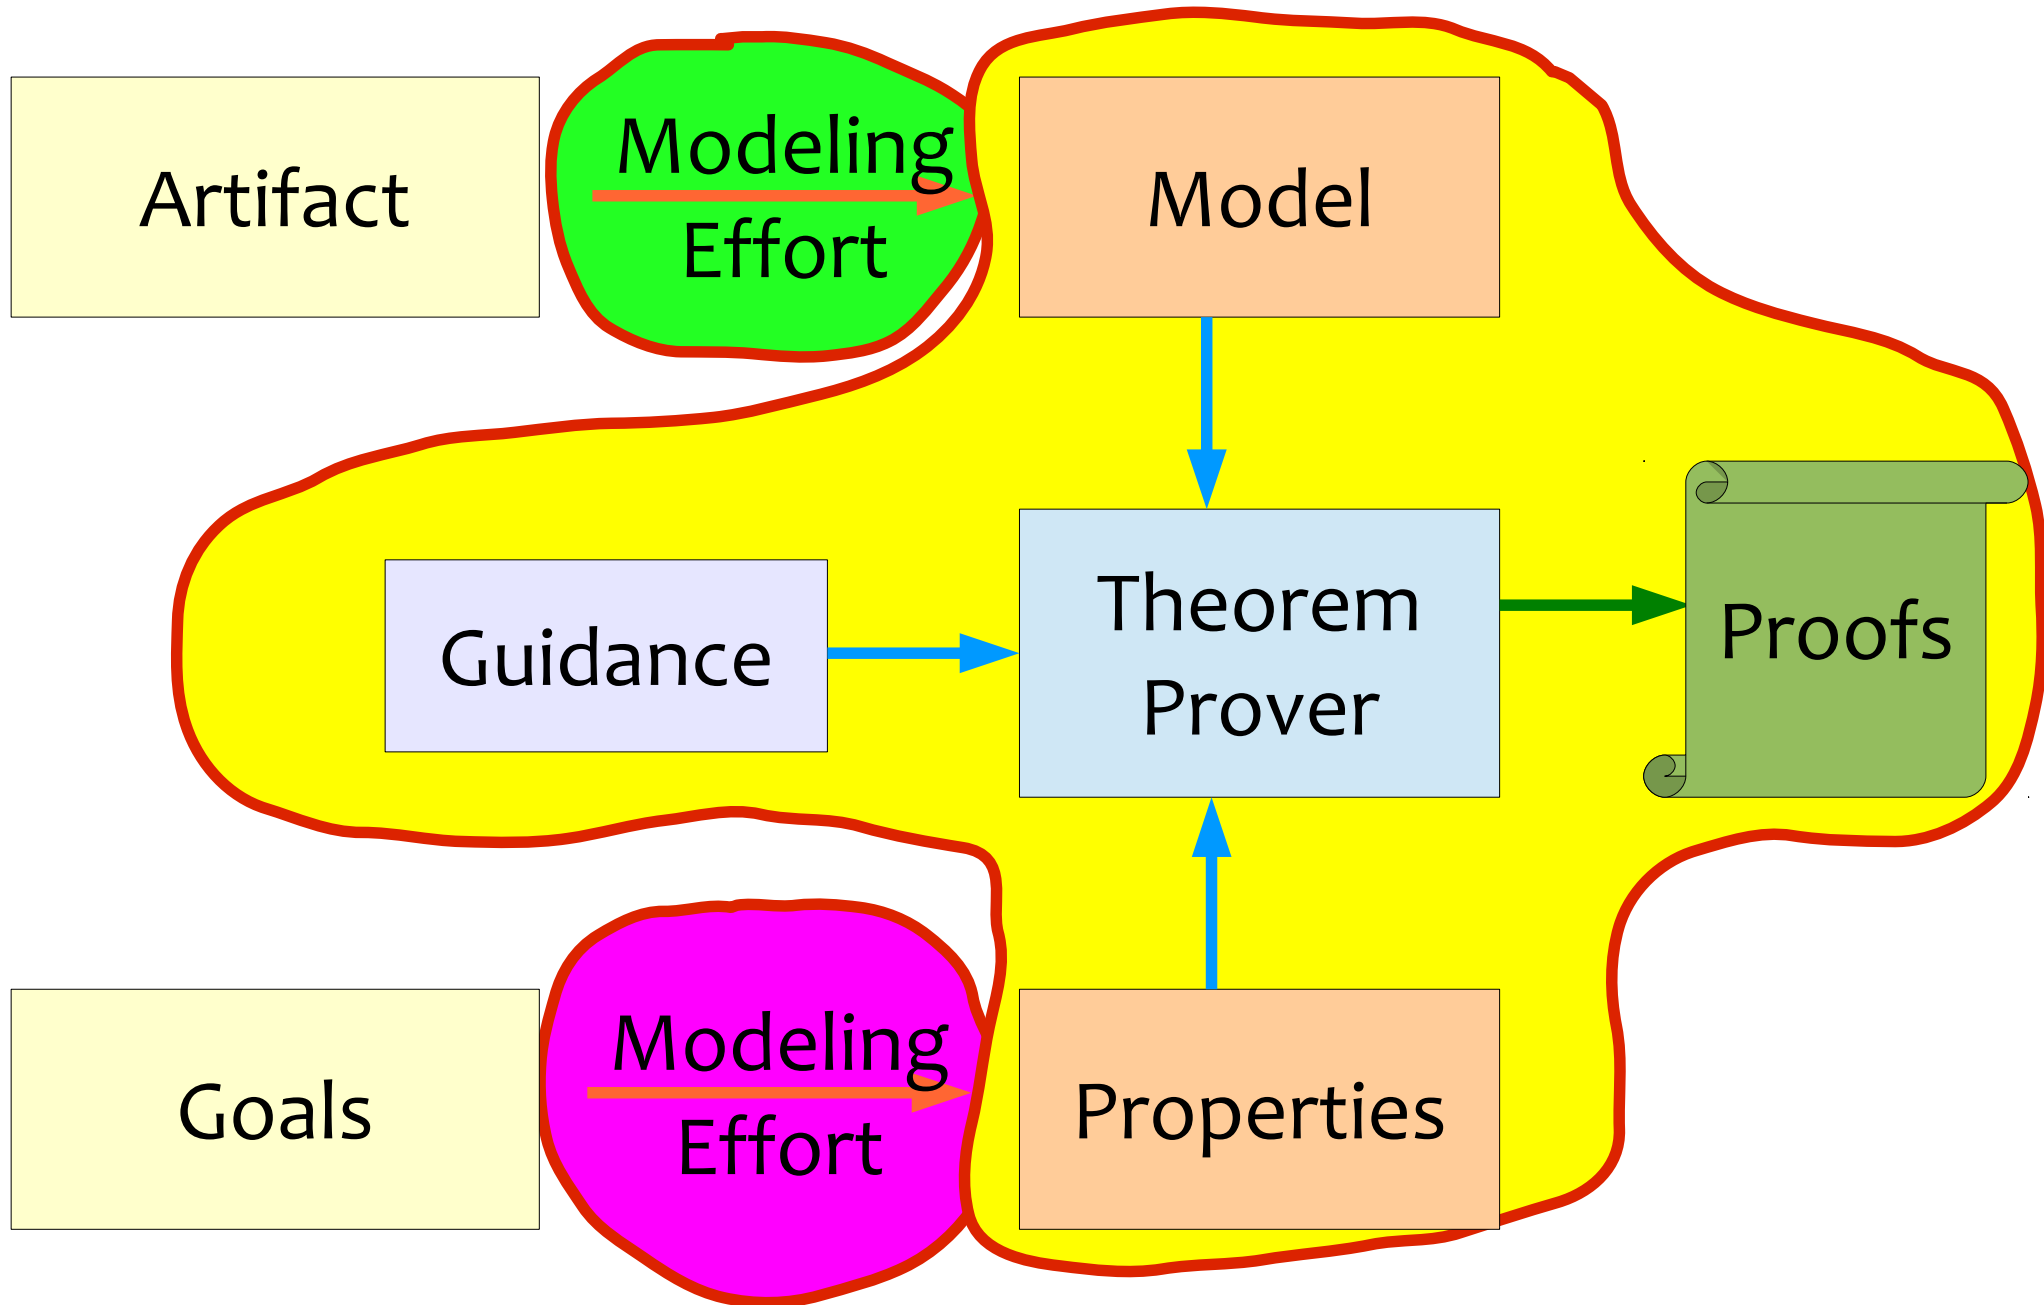 Artifact
Modeling
Effort
Model
Guidance
Theorem
Prover
Proofs
Goals
Modeling
Effort
Properties